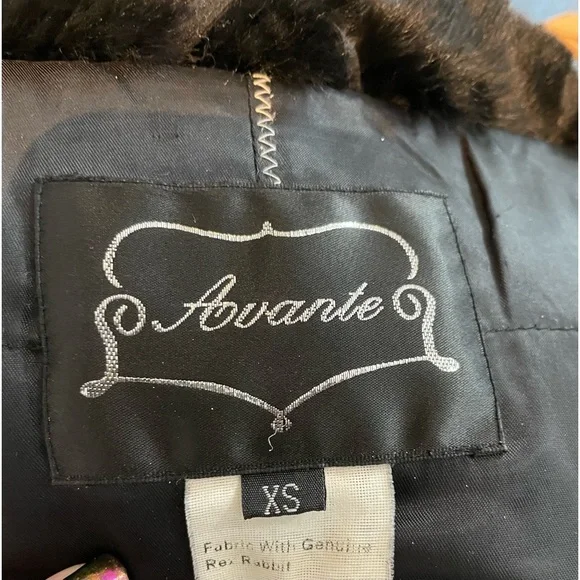 Avante
XS
Fabric With Genuine
Rex Rabbit